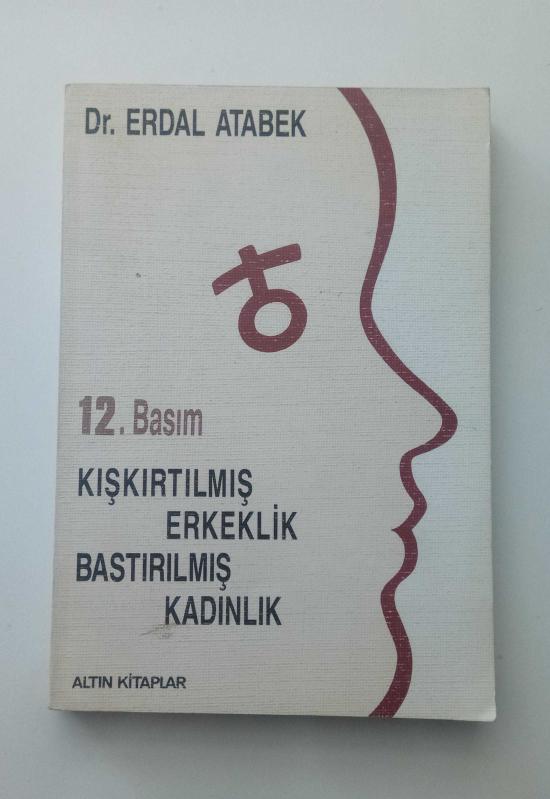 Dr. ERDAL ATABEK
12. Basım
KIŞKIRTILMIŞ
ERKEKLİK
BASTIRILMIŞ
KADINLIK
ALTIN KİTAPLAR